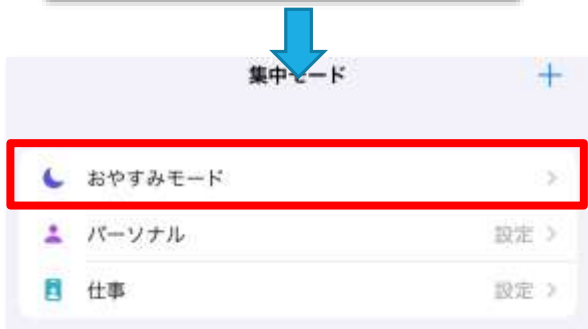 集中モード
おやすみモード
パーソナル 設定
仕事 設定